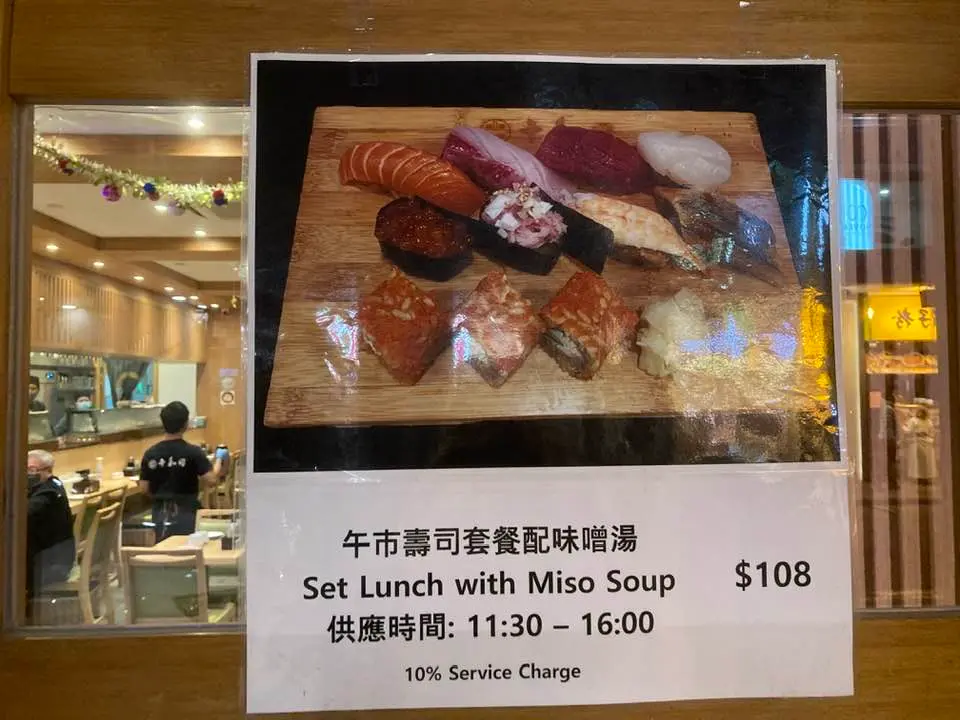 午市壽司套餐配味噌湯
Set Lunch with Miso Soup
$108
供應時間: 11:30 – 16:00
10% Service Charge